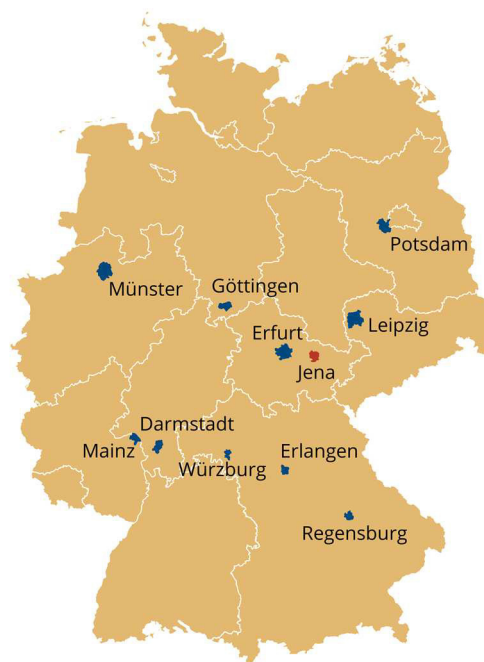 Potsdam
Münster
Göttingen
Leipzig
Erfurt
Jena
Darmstadt
Mainz
Würzburg
Erlangen
Regensburg